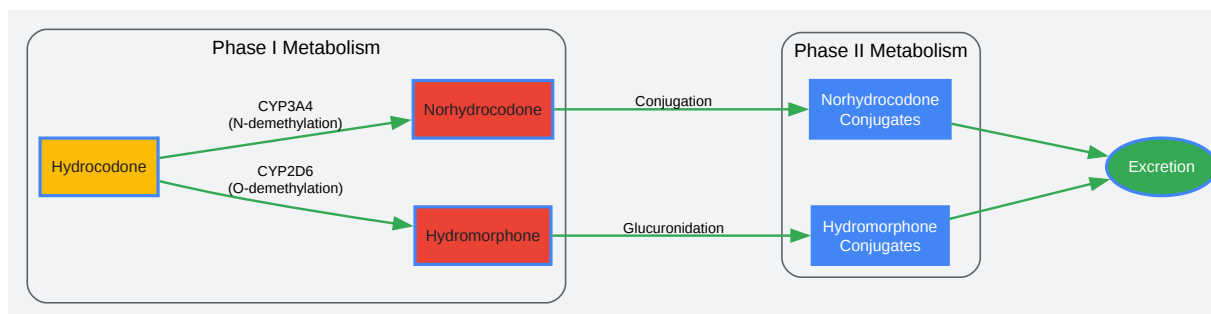 Phase I Metabolism
Phase II Metabolism
CYP3A4
(N-demethylation)
Norhydrocodone
Conjugation
Norhydrocodone
Conjugates
Hydrocodone
CYP2D6
(O-demethylation)
Hydromorphone
Glucuronidation
Hydromorphone
Conjugates
Excretion